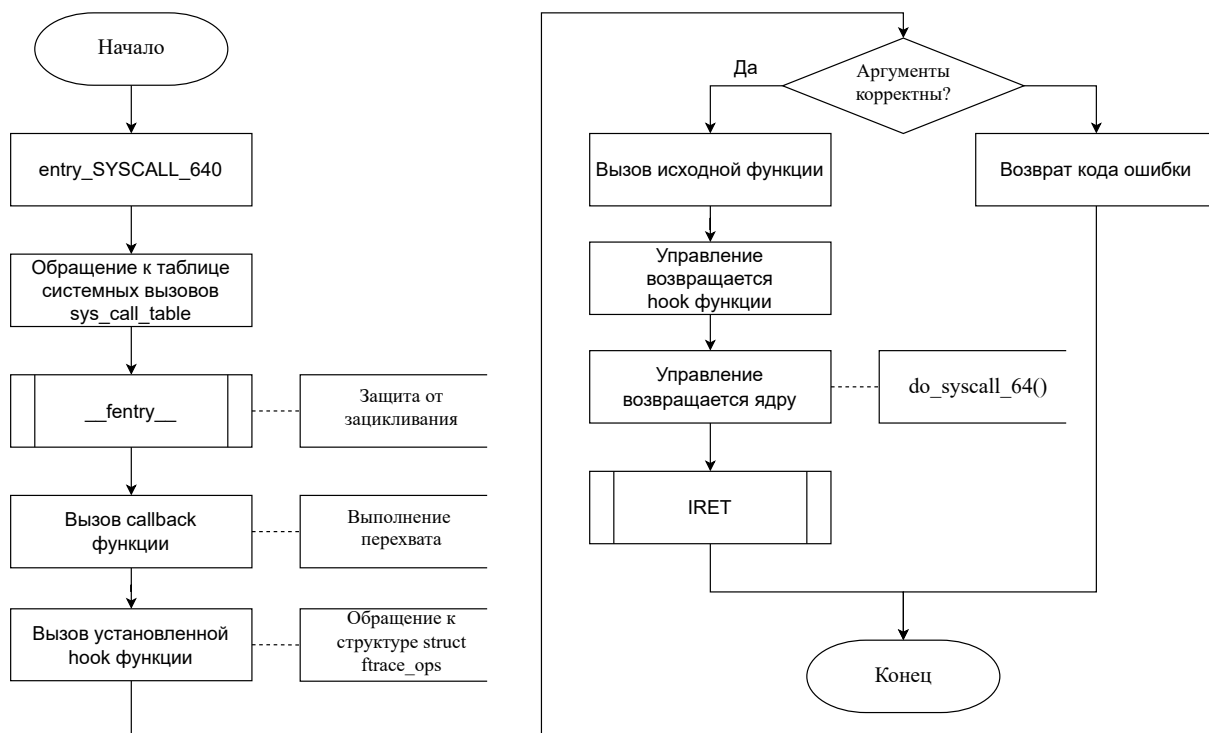 Начало
entry_SYSCALL_640
Обращение к таблице
системных вызовов
sys_call_table
__fentry__
Защита от
зацикливания
Вызов callback
функции
Выполнение
перехвата
Вызов установленной
hook функции
Обращение к
структуре struct
ftrace_ops
Аргументы
корректны?
Да
Вызов исходной функции
Возврат кода ошибки
Управление
возвращается
hook функции
Управление
возвращается ядру
do_syscall_64()
IRET
Конец